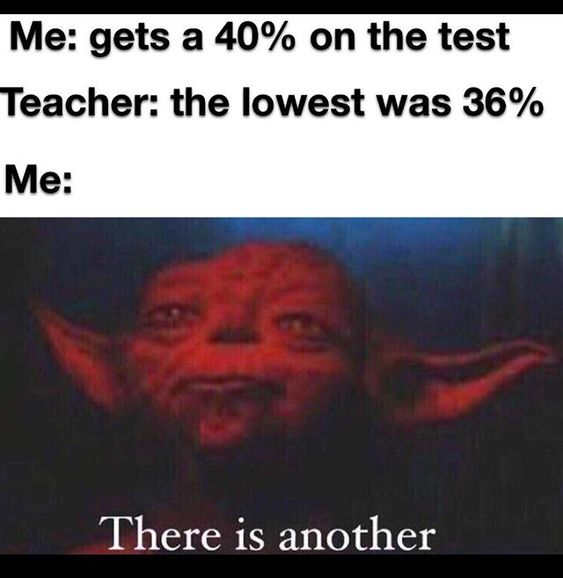 Me: gets a 40% on the test
Teacher: the lowest was 36%
Me:
There is another